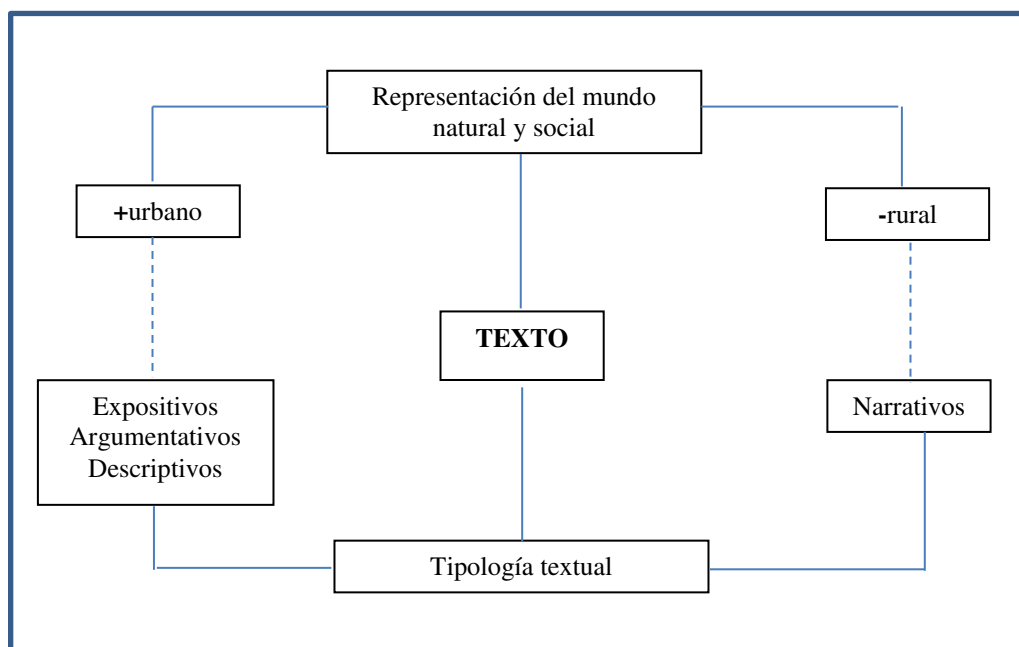 Representación del mundo
natural y social
+urbano
-rural
TEXTO
Expositivos
Argumentativos
Descriptivos
Narrativos
Tipología textual